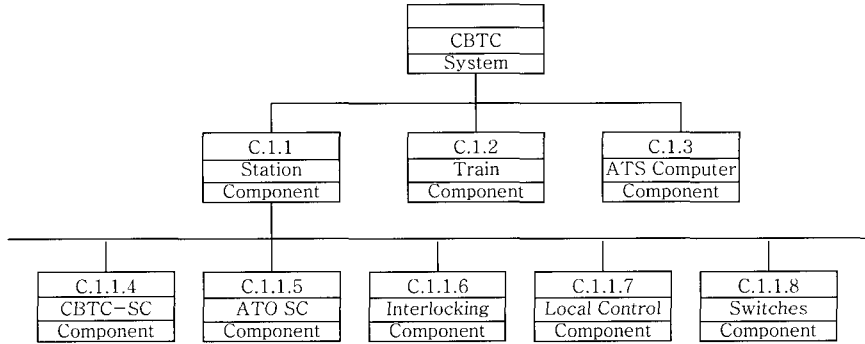 CBTC
System
C.1.1
Station
Component
C.1.2
Train
Component
C.1.3
ATS Computer
Component
C.1.1.4
CBTC-SC
Component
C.1.1.5
ATO SC
Component
C.1.1.6
Interlocking
Component
C.1.1.7
Local Control
Component
C.1.1.8
Switches
Component